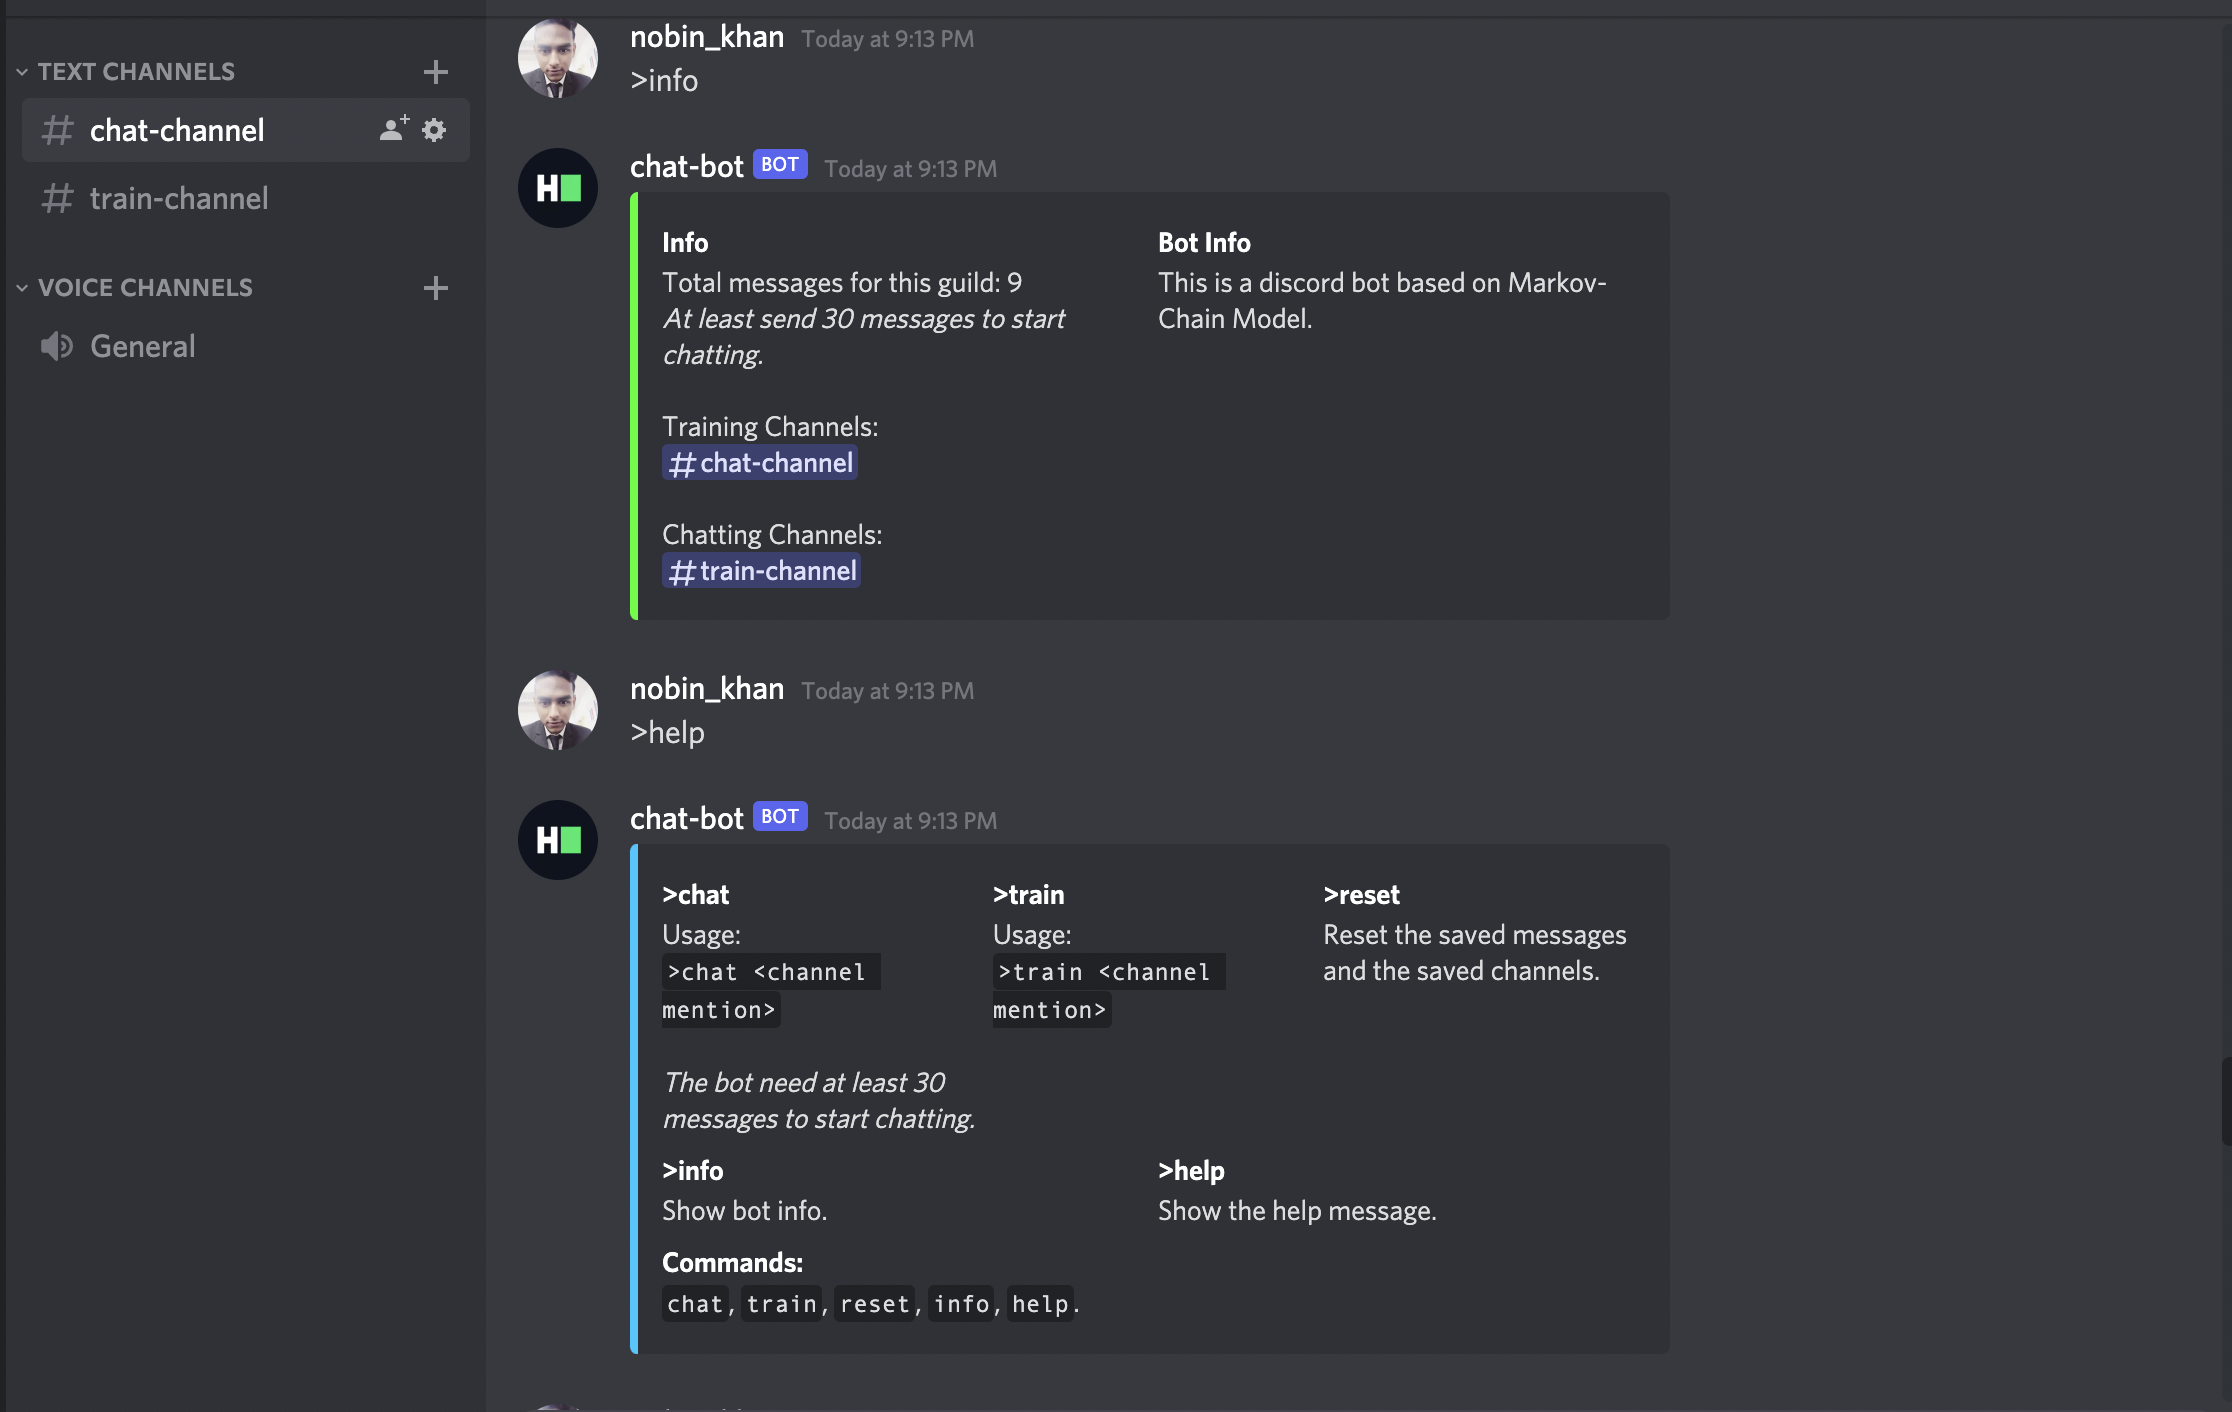 TEXT CHANNELS
chat-channel
train-channel
VOICE CHANNELS
General
nobin_khan Today at 9:13 PM
>info
chat-bot BOT Today at 9:13 PM
Info
Total messages for this guild: 9
At least send 30 messages to start
chatting.
Training Channels:
#chat-channel
Chatting Channels:
#train-channel
Bot Info
This is a discord bot based on Markov-
Chain Model.
nobin_khan Today at 9:13 PM
>help
chat-bot BOT Today at 9:13 PM
>chat
Usage:
>chat <channel
mention>
The bot need at least 30
messages to start chatting.
>train
Usage:
>train <channel
mention>
>reset
Reset the saved messages
and the saved channels.
>info
Show bot info.
>help
Show the help message.
Commands:
chat, train, reset, info, help.